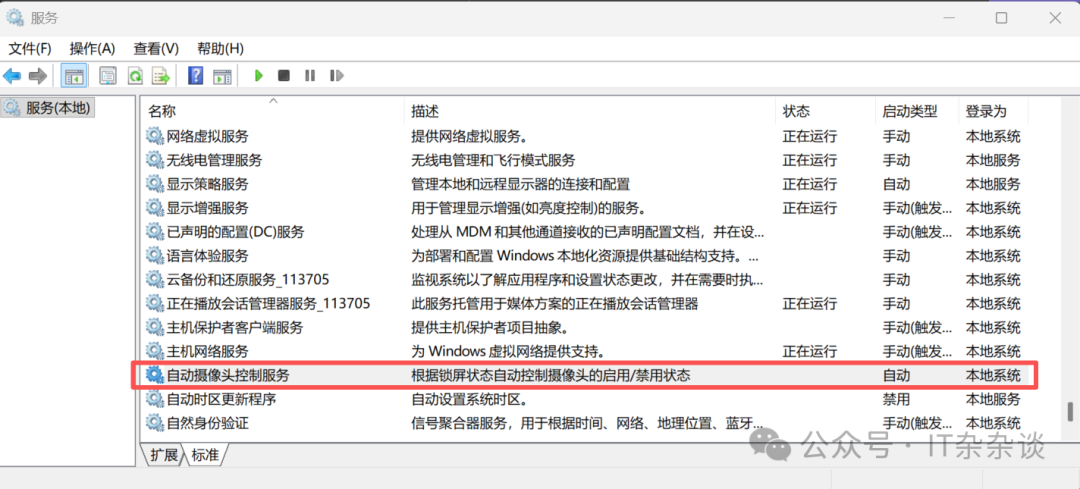 服务
文件(F) 操作(A) 查看(V) 帮助(H)
服务(本地)
名称 描述 状态 启动类型 登录为
网络虚拟服务 提供网络虚拟服务。 正在运行 手动 本地系统
无线电管理服务 无线电管理和飞行模式服务 正在运行 手动 本地服务
显示策略服务 管理本地和远程显示器的连接和配置 正在运行 自动 本地服务
显示增强服务 用于管理显示增强(如亮度控制)的服务。 正在运行 手动(触发... 本地系统
已声明的配置(DC)服务 处理从 MDM 和其他通道接收的已声明配置文档，并在设... 手动(触发... 本地系统
语言体验服务 为部署和配置 Windows 本地化资源提供基础结构支持。... 手动 本地系统
云备份和还原服务_113705 监视系统以了解应用程序和设置状态更改，并在需要时执... 手动 本地系统
正在播放会话管理器服务_113705 此服务托管用于媒体方案的正在播放会话管理器 正在运行 手动 本地系统
主机保护者客户端服务 提供主机保护者项目抽象。 手动(触发... 本地系统
主机网络服务 为 Windows 虚拟网络提供支持。 正在运行 手动(触发... 本地系统
自动摄像头控制服务 根据锁屏状态自动控制摄像头的启用/禁用状态 自动 本地系统
自动时区更新程序 自动设置系统时区。 禁用 本地服务
自然身份验证 信号聚合器服务，用于根据时间、网络、地理位置、蓝牙... 手动(触发... 本地系统
公众号 · IT杂杂谈
扩展 标准